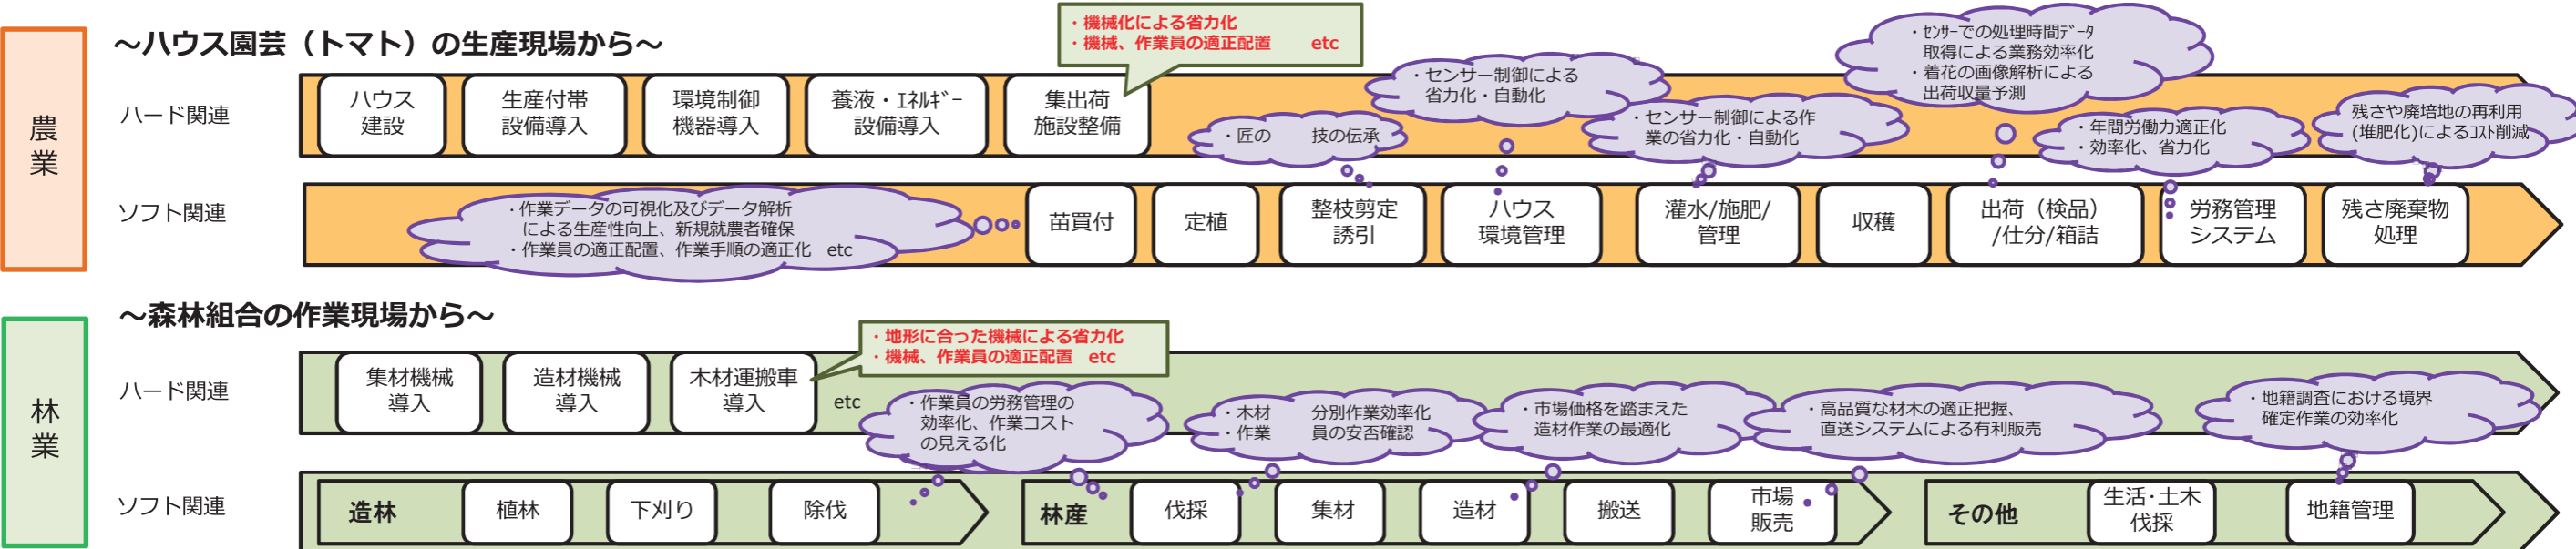 農業
～ハウス園芸（トマト）の生産現場から～
・機械化による省力化
・機械、作業員の適正配置　　etc
ハード関連
ハウス
建設
生産付帯
設備導入
環境制御
機器導入
養液・ｴﾈﾙｷﾞｰ
設備導入
集出荷
施設整備
・匠の　　技の伝承
・センサー制御による
省力化・自動化
・センサー制御による作
業の省力化・自動化
・ｾﾝｻｰでの処理時間ﾃﾞｰﾀ
取得による業務効率化
・着花の画像解析による
出荷収量予測
・年間労働力適正化
・効率化、省力化
残さや廃培地の再利用
(堆肥化)によるｺｽﾄ削減
ソフト関連
・作業データの可視化及びデータ解析
による生産性向上、新規就農者確保
・作業員の適正配置、作業手順の適正化　etc
苗買付
定植
整枝剪定
誘引
ハウス
環境管理
灌水/施肥/
管理
収穫
出荷（検品）
/仕分/箱詰
労務管理
システム
残さ廃棄物
処理
林業
～森林組合の作業現場から～
・地形に合った機械による省力化
・機械、作業員の適正配置　etc
ハード関連
集材機械
導入
造材機械
導入
木材運搬車
導入
etc
・作業員の労務管理の
効率化、作業コスト
の見える化
・木材　　分別作業効率化
・作業　　員の安否確認
・市場価格を踏まえた
造材作業の最適化
・高品質な材木の適正把握、
直送システムによる有利販売
・地籍調査における境界
確定作業の効率化
ソフト関連
造林
植林
下刈り
除伐
林産
伐採
集材
造材
搬送
市場
販売
その他
生活･土木
伐採
地籍管理